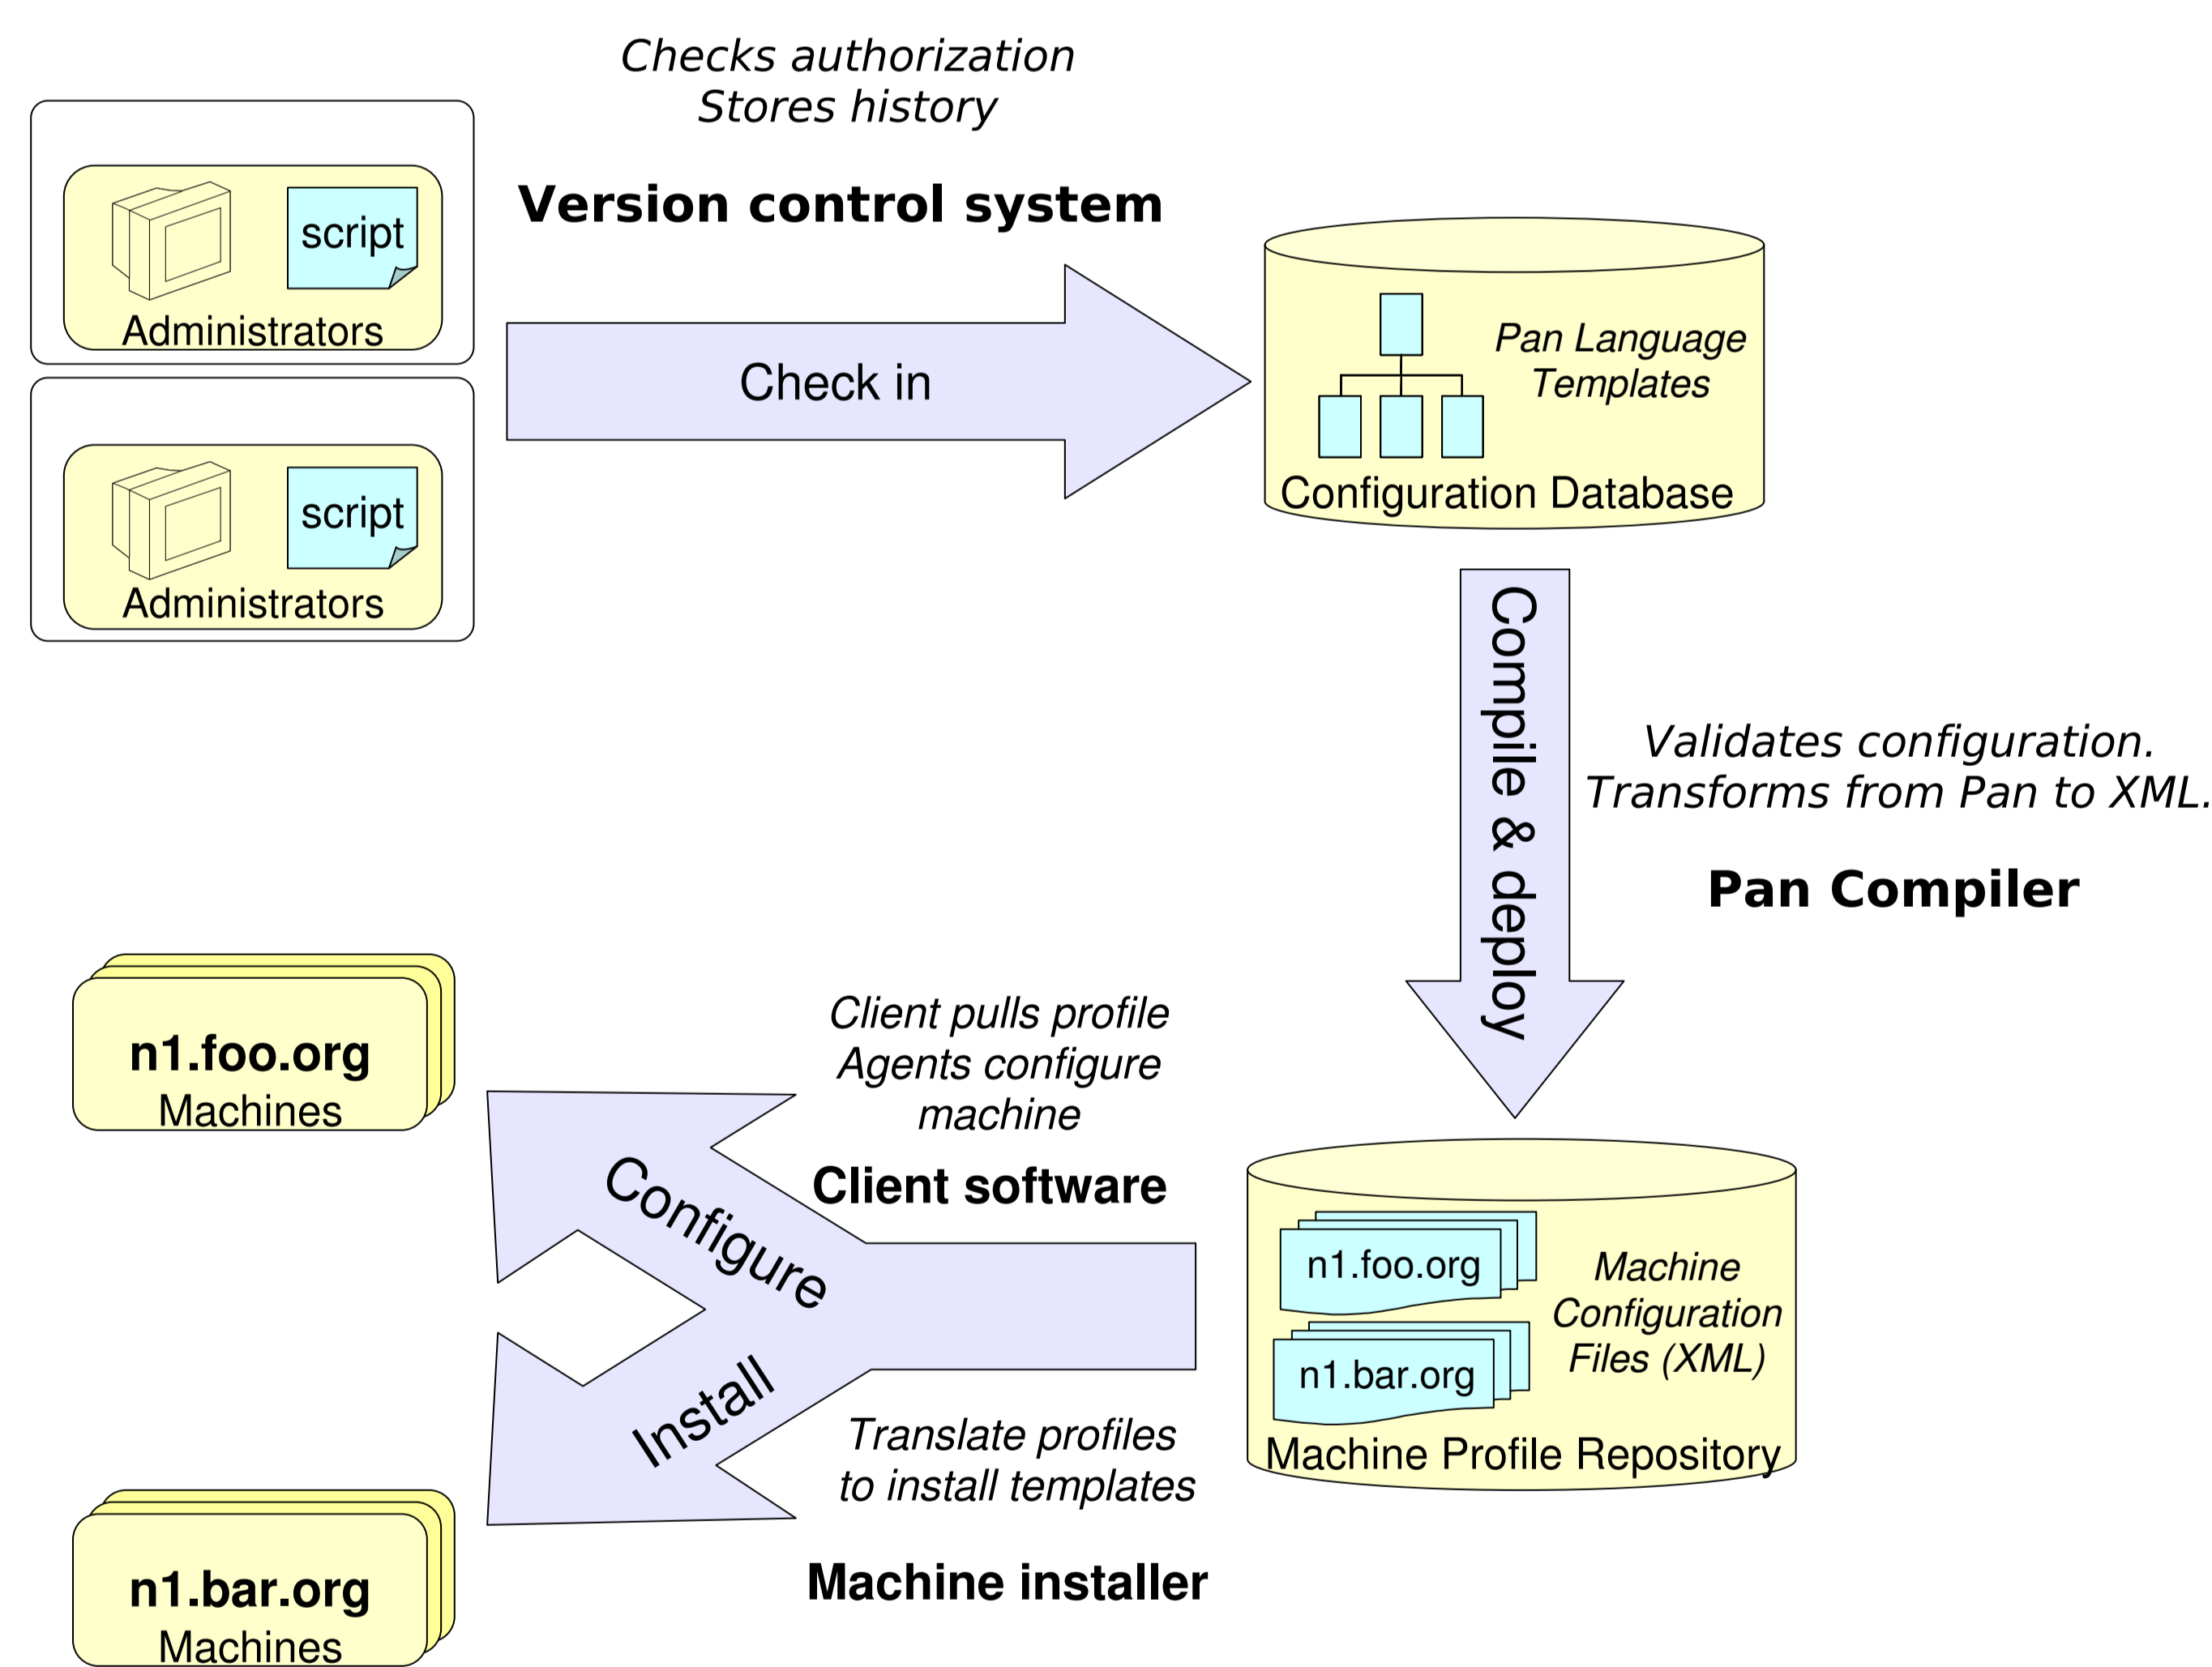 Checks authorization
Stores history
Version control system
script
Administrators
script
Administrators
Check in
Pan Language
Templates
Configuration Database
Compile & deploy
Validates configuration.
Transforms from Pan to XML.
Pan Compiler
n1.foo.org
Machines
Client pulls profile
Agents configure
machine
Client software
Configure
Install
n1.foo.org
n1.bar.org
Machine
Configuration
Files (XML)
Machine Profile Repository
Translate profiles
to install templates
Machine installer
n1.bar.org
Machines